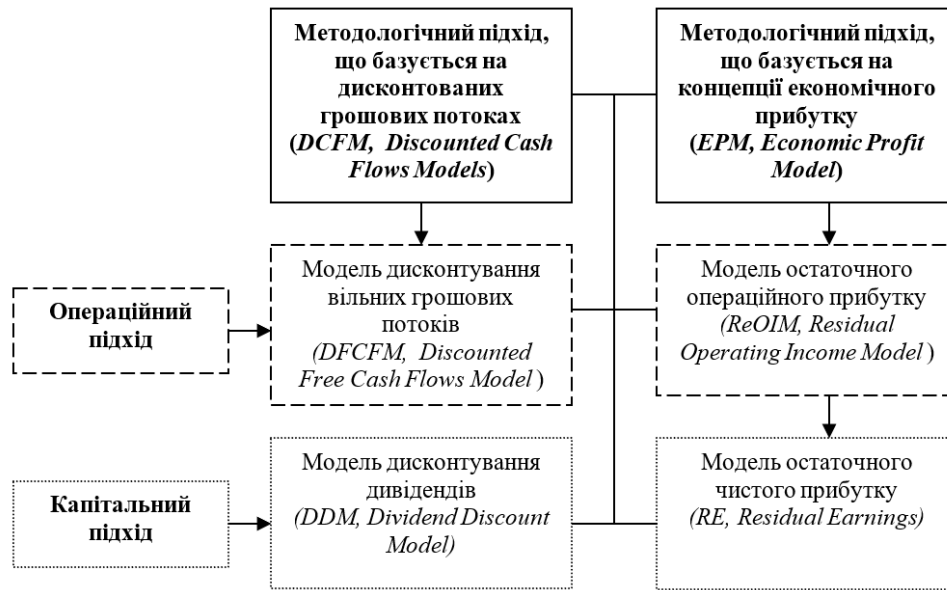 Методологічний підхід,
що базується на
дисконтованих
грошових потоках
(DCFM, Discounted Cash
Flows Models)
Методологічний підхід,
що базується на
концепції економічного
прибутку
(EPM, Economic Profit
Model)
Операційний
підхід
Модель дисконтування
вільних грошових
потоків
(DFCFM, Discounted
Free Cash Flows Model )
Модель остаточного
операційного прибутку
(ReOIM, Residual
Operating Income Model )
Капітальний
підхід
Модель дисконтування
дивідендів
(DDM, Dividend Discount
Model)
Модель остаточного
чистого прибутку
(RE, Residual Earnings)